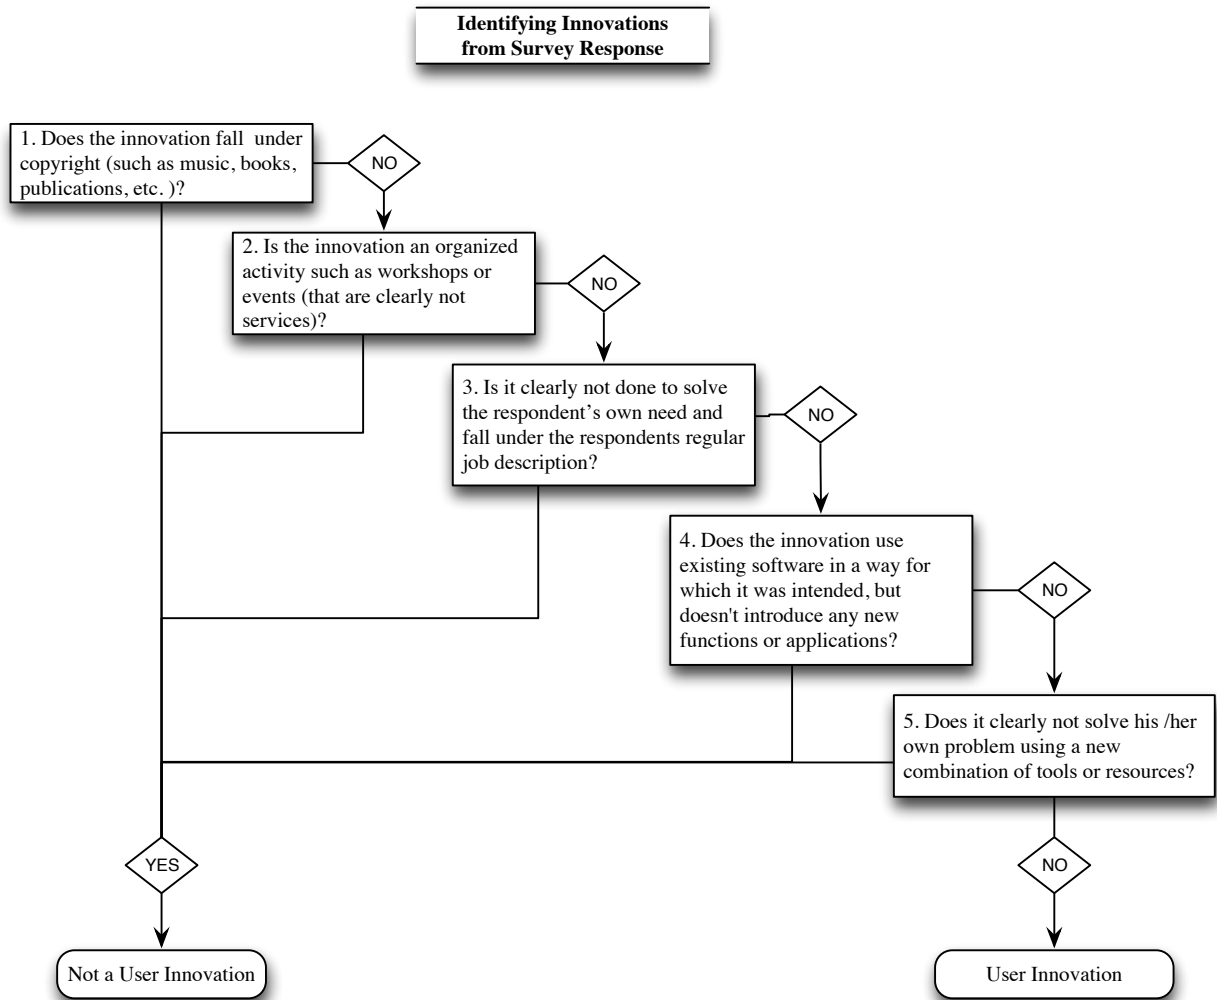 Identifying Innovations
from Survey Response
1. Does the innovation fall under
copyright (such as music, books,
publications, etc. )?
NO
2. Is the innovation an organized
activity such as workshops or
events (that are clearly not
services)?
NO
3. Is it clearly not done to solve
the respondent's own need and
fall under the respondents regular
job description?
NO
4. Does the innovation use
existing software in a way for
which it was intended, but
doesn't introduce any new
functions or applications?
NO
5. Does it clearly not solve his /her
own problem using a new
combination of tools or resources?
YES
NO
Not a User Innovation
User Innovation